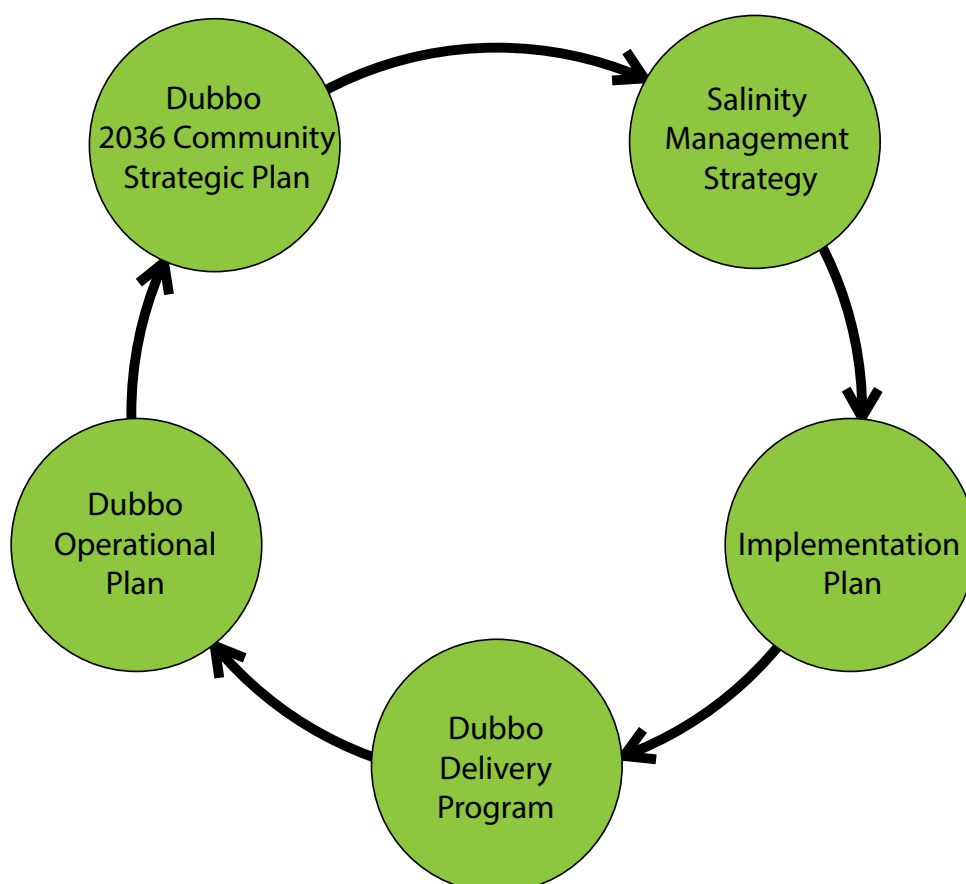 Dubbo
2036 Community
Strategic Plan
Salinity
Management
Strategy
Implementation
Plan
Dubbo
Delivery
Program
Dubbo
Operational
Plan